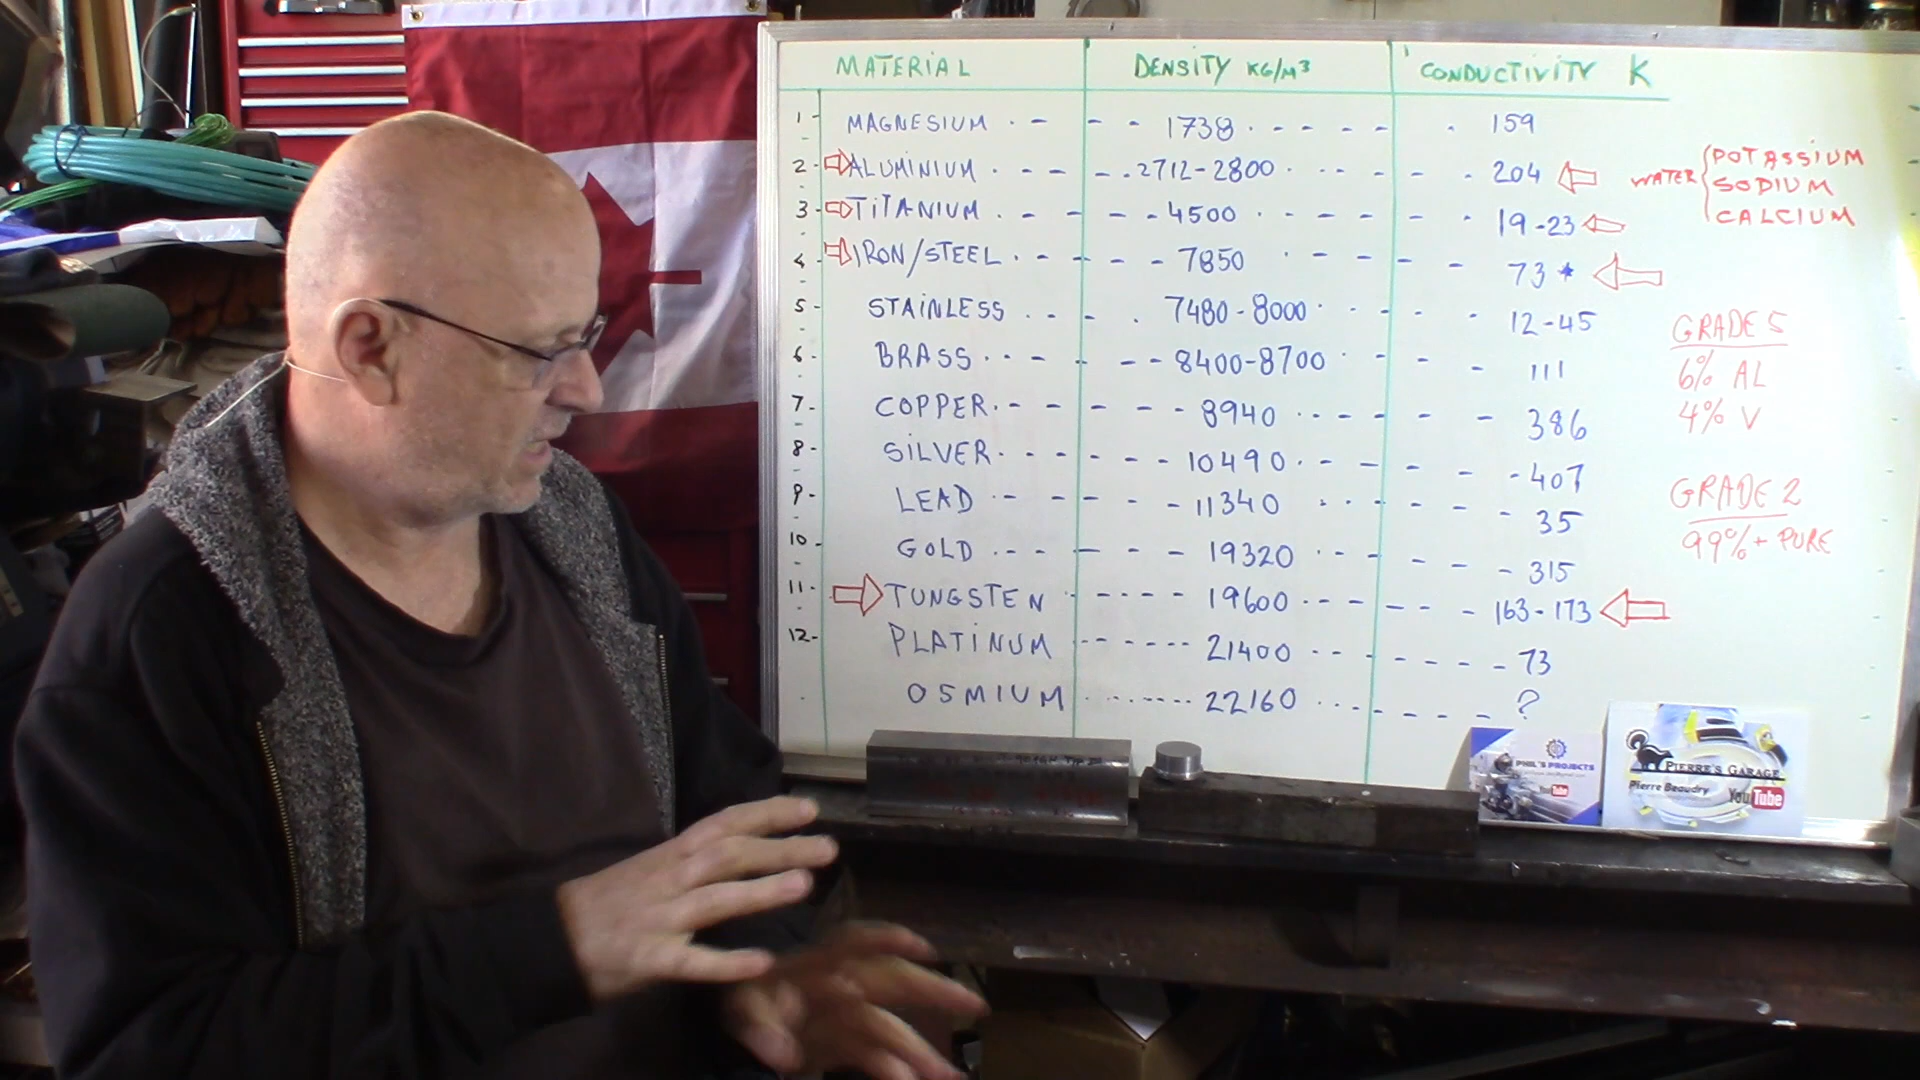 MATERIAL DENSITY KG/M³ CONDUCTIVITY K
1- MAGNESIUM 1738 159
2- ALUMINIUM 2712-2800 204
3- TITANIUM 4500 19-23
4- IRON/STEEL 7850 73 *
5- STAINLESS 7480-8000 12-45
6- BRASS 8400-8700 111
7- COPPER 8940 386
8- SILVER 10490 407
9- LEAD 11340 35
10- GOLD 19320 315
11- TUNGSTEN 19600 163-173
12- PLATINUM 21400 73
OSMIUM 22160 ?
WATER { POTASSIUM
SODIUM
CALCIUM
GRADE 5
6% AL
4% V
GRADE 2
99%+ PURE
PHIL'S PROJECTS
YouTube
PIERRE'S GARAGE
Pierre Beaudry
YouTube